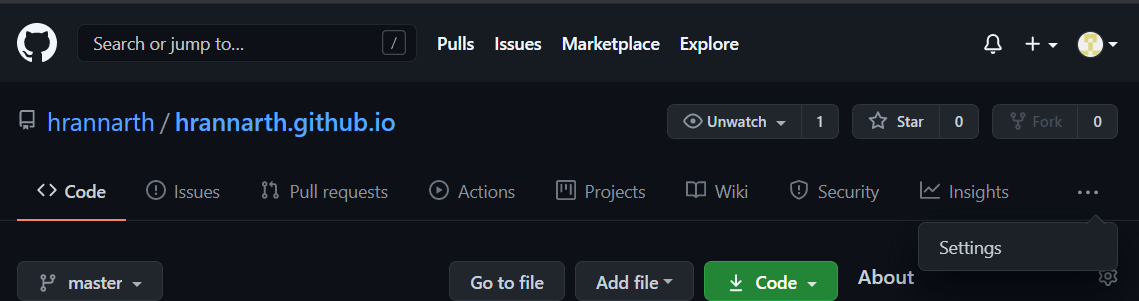 Search or jump to... / Pulls Issues Marketplace Explore
hrannarth / hrannarth.github.io Unwatch 1 Star 0 Fork 0
Code Issues Pull requests Actions Projects Wiki Security Insights ...
Settings
master Go to file Add file Code About